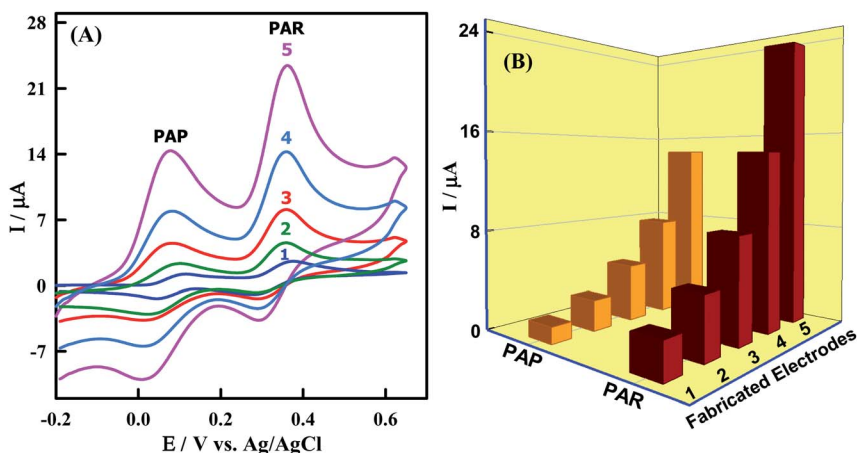 (A)
28
21
14
7
0
-7
I / μA
PAP
PAR
5
4
3
2
1
-0.2 0.0 0.2 0.4 0.6
E / V vs. Ag/AgCl
(B)
24
16
8
0
I / μA
PAP
PAR
1 2 3 4 5
Fabricated Electrodes